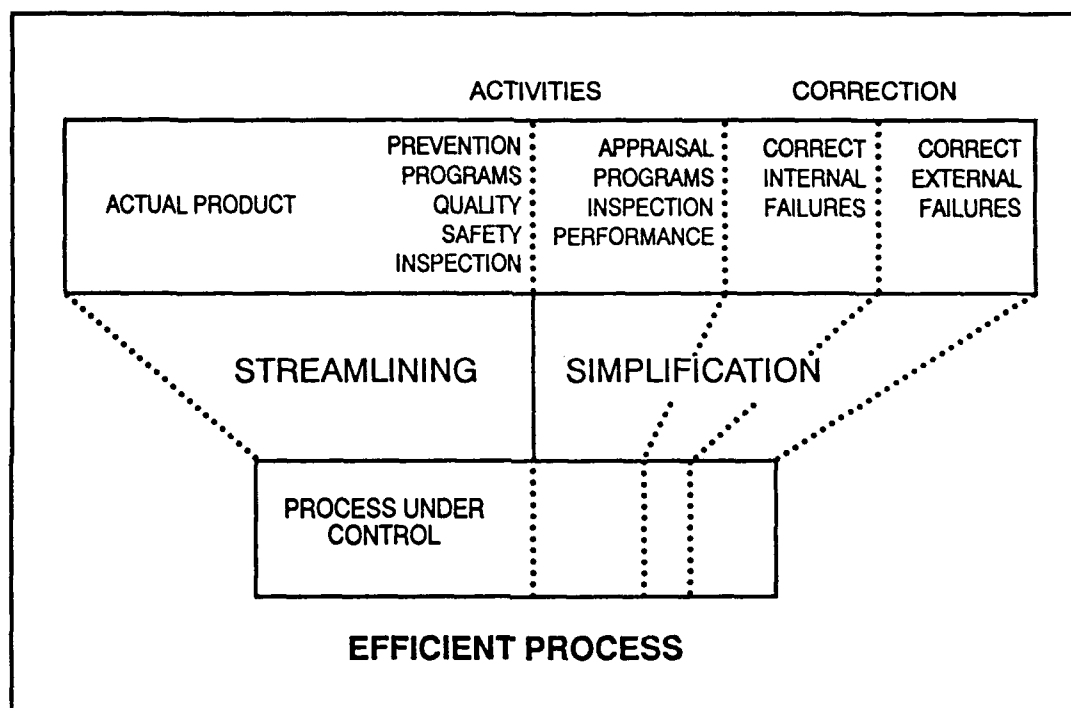 ACTIVITIES CORRECTION
ACTUAL PRODUCT
PREVENTION
PROGRAMS
QUALITY
SAFETY
INSPECTION
APPRAISAL
PROGRAMS
INSPECTION
PERFORMANCE
CORRECT
INTERNAL
FAILURES
CORRECT
EXTERNAL
FAILURES
STREAMLINING
SIMPLIFICATION
PROCESS UNDER
CONTROL
EFFICIENT PROCESS